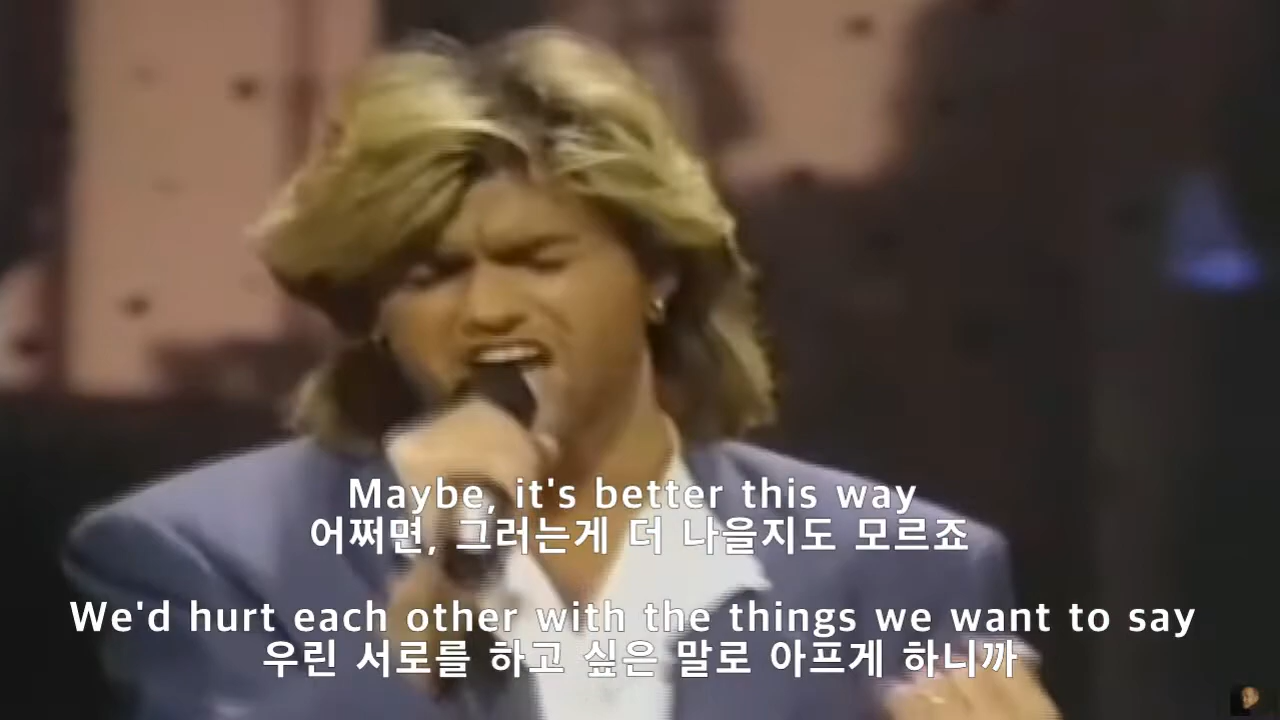 Maybe, it's better this way
어쩌면, 그러는게 더 나을지도 모르죠
We'd hurt each other with the things we want to say
우린 서로를 하고 싶은 말로 아프게 하니까